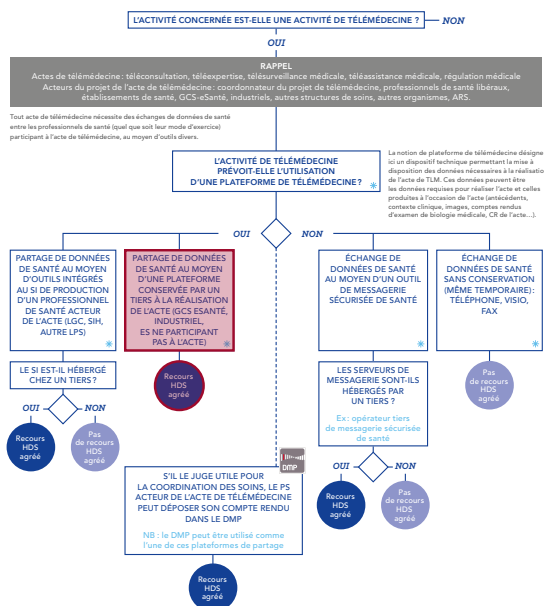 L'ACTIVITÉ CONCERNÉE EST-ELLE UNE ACTIVITÉ DE TÉLÉMÉDECINE ?
NON
OUI
RAPPEL
Actes de télémédecine : téléconsultation, téléexpertise, télésurveillance médicale, téléassistance médicale, régulation médicale
Acteurs du projet de l'acte de télémédecine : coordonnateur du projet de télémédecine, professionnels de santé libéraux,
établissements de santé, GCS-eSanté, industriels, autres structures de soins, autres organismes, ARS.
Tout acte de télémédecine nécessite des échanges de données de santé
entre les professionnels de santé (quel que soit leur mode d'exercice)
participant à l'acte de télémédecine, au moyen d'outils divers.
L'ACTIVITÉ DE TÉLÉMÉDECINE
PRÉVOIT-ELLE L'UTILISATION
D'UNE PLATEFORME DE TÉLÉMÉDECINE ?
*
La notion de plateforme de télémédecine désigne
ici un dispositif technique permettant la mise à
disposition des données nécessaires à la réalisatio
de l'acte de TLM. Ces données peuvent être
les données requises pour réaliser l'acte et celles
produites à l'occasion de l'acte (antécédents,
contexte clinique, images, comptes rendus
d'examen de biologie médicale, CR de l'acte...).
OUI
NON
PARTAGE DE DONNÉES
DE SANTÉ AU MOYEN
D'OUTILS INTÉGRÉS
AU SI DE PRODUCTION
D'UN PROFESSIONNEL
DE SANTÉ ACTEUR
DE L'ACTE (LGC, SIH,
AUTRE LPS)
*
PARTAGE DE DONNÉES
DE SANTÉ AU MOYEN
D'UNE PLATEFORME
CONSERVÉE PAR UN
TIERS À LA RÉALISATION
DE L'ACTE (GCS ESANTÉ,
INDUSTRIEL,
ES NE PARTICIPANT
PAS À L'ACTE)
*
ÉCHANGE DE
DONNÉES DE SANTÉ
AU MOYEN D'UN OUTIL
DE MESSAGERIE
SÉCURISÉE DE SANTÉ
*
ÉCHANGE DE
DONNÉES DE SANTÉ
SANS CONSERVATION
(MÊME TEMPORAIRE) :
TÉLÉPHONE, VISIO,
FAX
*
LE SI EST-IL HÉBERGÉ
CHEZ UN TIERS ?
OUI
NON
Recours
HDS
agréé
Pas
de recours
HDS
agréé
Recours
HDS
agréé
LES SERVEURS DE
MESSAGERIE SONT-ILS
HÉBERGÉS PAR
UN TIERS ?
Ex : opérateur tiers
de messagerie sécurisée
de santé
OUI
NON
Recours
HDS
agréé
Pas
de recours
HDS
agréé
Pas
de recours
HDS
agréé
DMP
S'IL LE JUGE UTILE POUR
LA COORDINATION DES SOINS, LE PS
ACTEUR DE L'ACTE DE TÉLÉMÉDECINE
PEUT DÉPOSER SON COMPTE RENDU
DANS LE DMP
NB : le DMP peut être utilisé comme
l'une de ces plateformes de partage
Recours
HDS
agréé